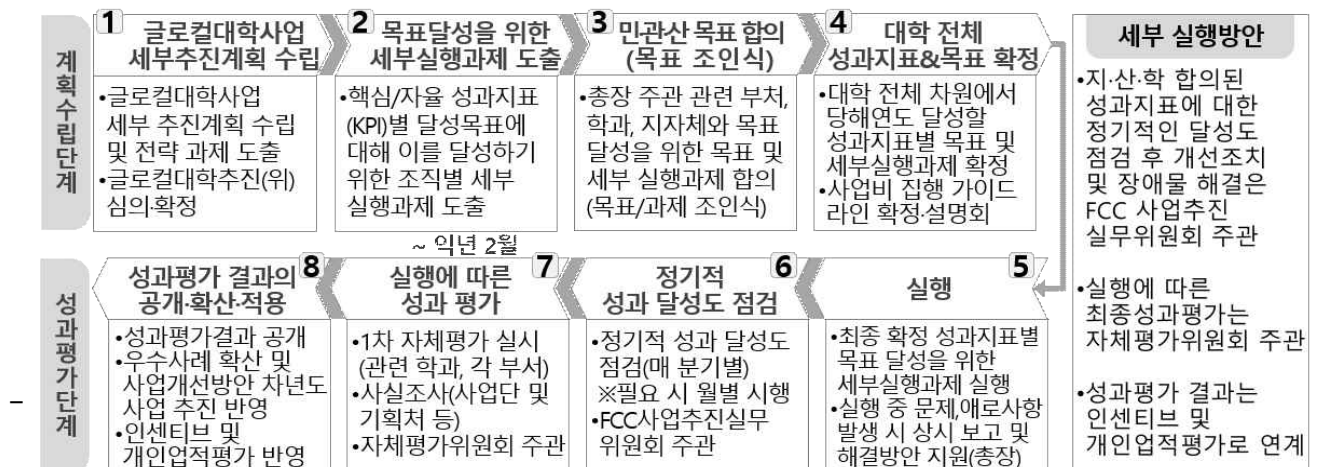 계획수립단계
1 글로컬대학사업
세부추진계획 수립
•글로컬대학사업
세부 추진계획 수립
및 전략 과제 도출
•글로컬대학추진(위)
심의·확정
2 목표달성을 위한
세부실행과제 도출
•핵심/자율 성과지표
(KPI)별 달성목표에
대해 이를 달성하기
위한 조직별 세부
실행과제 도출
3 민관산 목표 합의
(목표 조인식)
•총장 주관 관련 부처,
학과, 지자체와 목표
달성을 위한 목표 및
세부 실행과제 합의
(목표/과제 조인식)
4 대학 전체
성과지표&목표 확정
•대학 전체 차원에서
당해연도 달성할
성과지표별 목표 및
세부실행과제 확정
•사업비 집행 가이드
라인 확정·설명회
~ 익년 2월
성과평가단계
실행 5
•최종 확정 성과지표별
목표 달성을 위한
세부실행과제 실행
•실행 중 문제,애로사항
발생 시 상시 보고 및
해결방안 지원(총장)
정기적 6
성과 달성도 점검
•정기적 성과 달성도
점검(매 분기별)
※필요 시 월별 시행
•FCC사업추진실무
위원회 주관
실행에 따른 7
성과 평가
•1차 자체평가 실시
(관련 학과, 각 부서)
•사실조사(사업단 및
기획처 등)
•자체평가위원회 주관
성과평가 결과의 8
공개·확산·적용
•성과평가결과 공개
•우수사례 확산 및
사업개선방안 차년도
사업 추진 반영
•인센티브 및
개인업적평가 반영
세부 실행방안
•지·산·학 합의된
성과지표에 대한
정기적인 달성도
점검 후 개선조치
및 장애물 해결은
FCC 사업추진
실무위원회 주관
•실행에 따른
최종성과평가는
자체평가위원회 주관
•성과평가 결과는
인센티브 및
개인업적평가로 연계